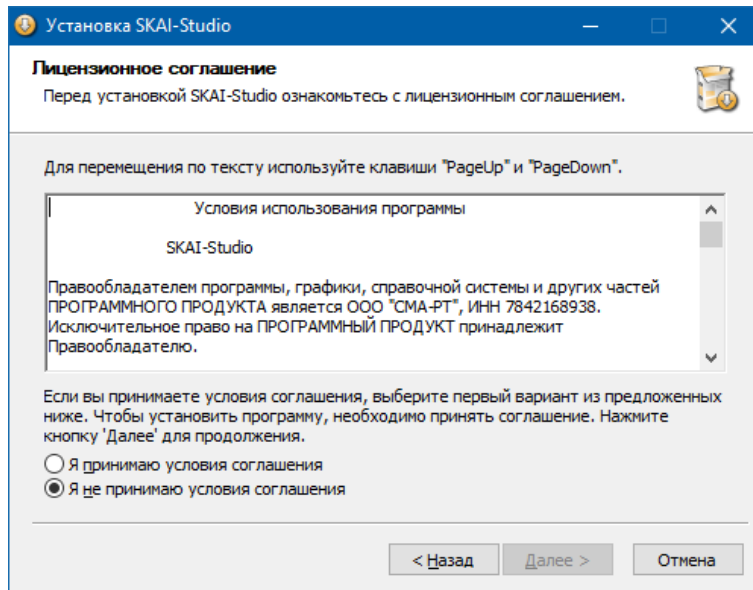 Установка SKAI-Studio
Лицензионное соглашение
Перед установкой SKAI-Studio ознакомьтесь с лицензионным соглашением.
Для перемещения по тексту используйте клавиши "PageUp" и "PageDown".
Условия использования программы
SKAI-Studio
Правообладателем программы, графики, справочной системы и других частей
ПРОГРАММНОГО ПРОДУКТА является ООО "СМА-РТ", ИНН 7842168938.
Исключительное право на ПРОГРАММНЫЙ ПРОДУКТ принадлежит
Правообладателю.
Если вы принимаете условия соглашения, выберите первый вариант из предложенных
ниже. Чтобы установить программу, необходимо принять соглашение. Нажмите
кнопку 'Далее' для продолжения.
Я принимаю условия соглашения
Я не принимаю условия соглашения
< Назад Далее > Отмена